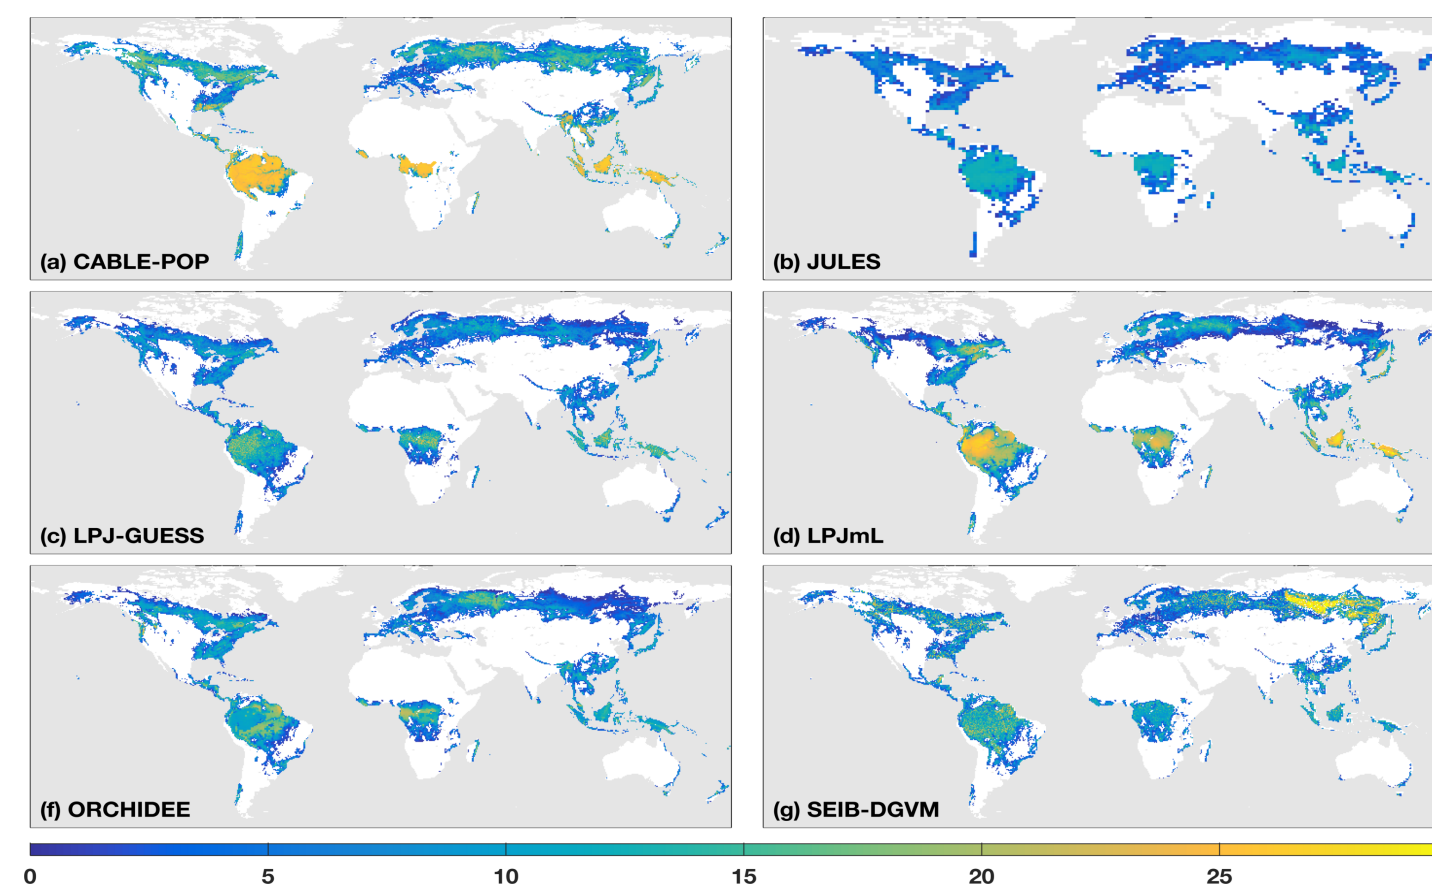 (a) CABLE-POP
(b) JULES
(c) LPJ-GUESS
(d) LPJmL
(f) ORCHIDEE
(g) SEIB-DGVM
0 5 10 15 20 25